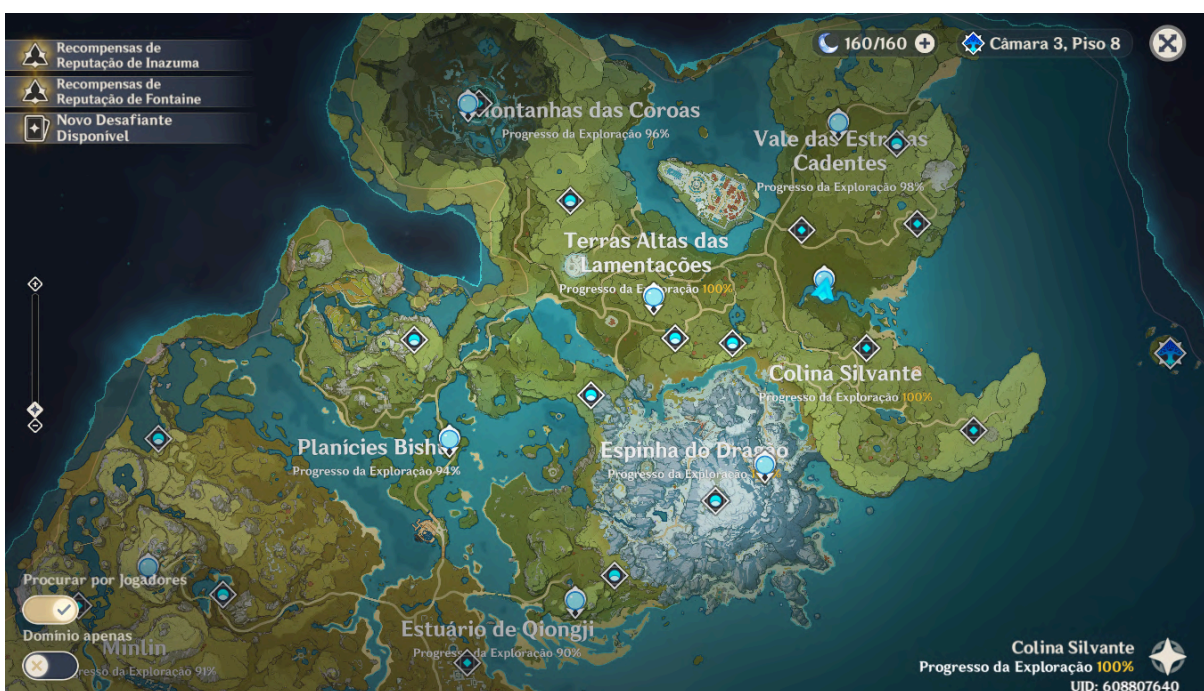 Recompensas de
Reputação de Inazuma
Recompensas de
Reputação de Fontaine
Novo Desafiante
Disponível
160/160
Câmara 3, Piso 8
Montanhas das Coroas
Progresso da Exploração 96%
Vale das Estrelas
Cadentes
Progresso da Exploração 98%
Terras Altas das
Lamentações
Progresso da Exploração 100%
Colina Silvante
Progresso da Exploração 100%
Planícies Bishui
Progresso da Exploração 94%
Espinha do Dragão
Progresso da Exploração
Procurar por Jogadores
Domínio apenas
Minlin
Progresso da Exploração 91%
Estuário de Qiongji
Progresso da Exploração 90%
Colina Silvante
Progresso da Exploração 100%
UID: 608807640